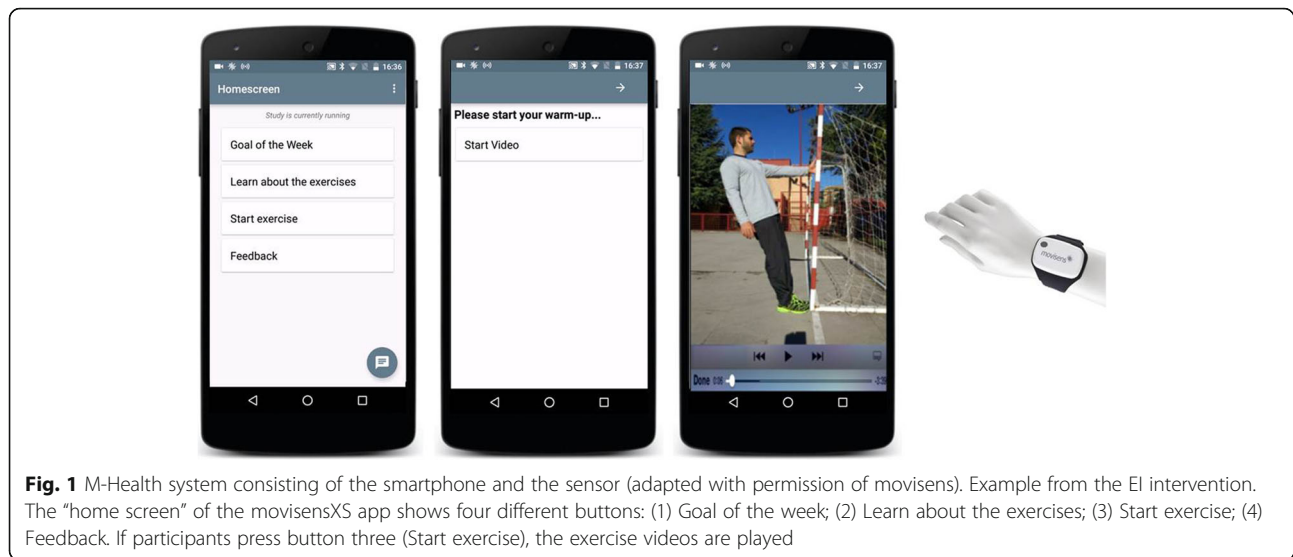 16:36
Homescreen
Study is currently running
Goal of the Week
Learn about the exercises
Start exercise
Feedback
16:37
Please start your warm-up...
Start Video
16:37
Done 0:06 -3:39
movisens
Fig. 1 M-Health system consisting of the smartphone and the sensor (adapted with permission of movisens). Example from the EI intervention.
The “home screen” of the movisensXS app shows four different buttons: (1) Goal of the week; (2) Learn about the exercises; (3) Start exercise; (4)
Feedback. If participants press button three (Start exercise), the exercise videos are played